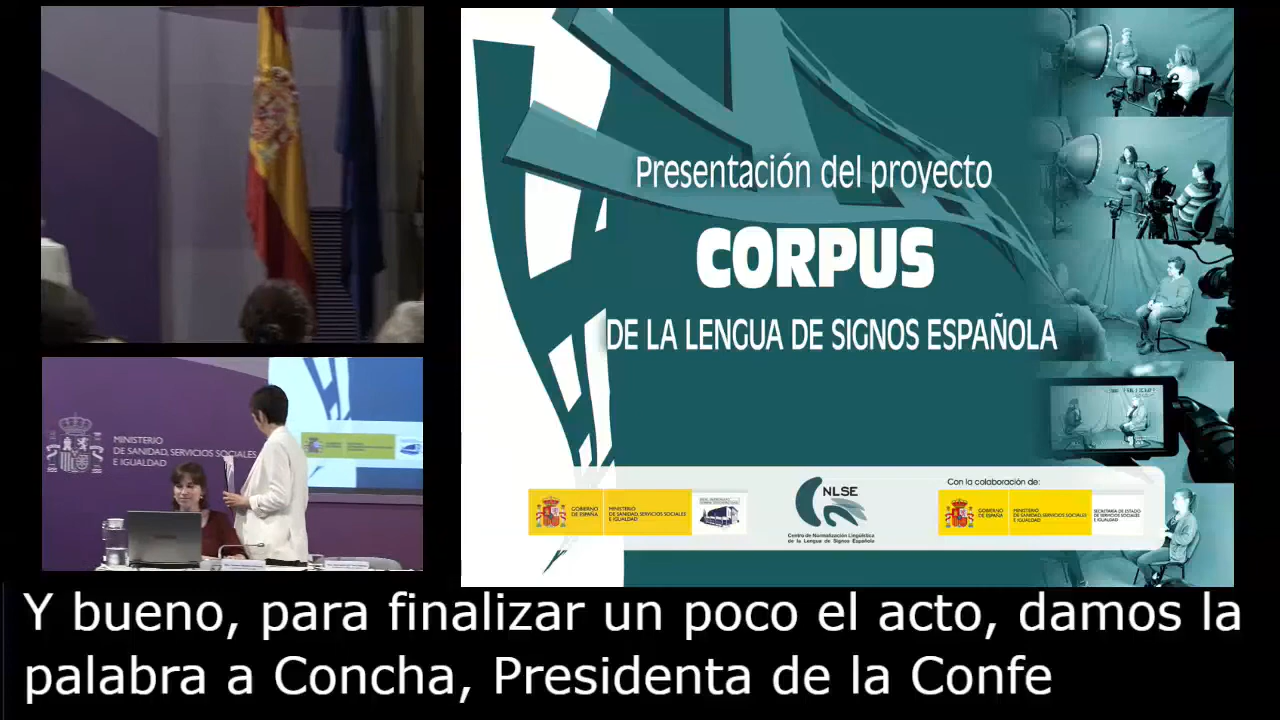 Presentación del proyecto
CORPUS
DE LA LENGUA DE SIGNOS ESPAÑOLA
MINISTERIO
DE SANIDAD, SERVICIOS SOCIALES
E IGUALDAD
Con la colaboración de:
GOBIERNO
DE ESPAÑA
MINISTERIO
DE SANIDAD, SERVICIOS SOCIALES
E IGUALDAD
CNLSE
Centro de Normalización Lingüística
de la Lengua de Signos Española
GOBIERNO
DE ESPAÑA
MINISTERIO
DE SANIDAD, SERVICIOS SOCIALES
E IGUALDAD
SECRETARÍA DE ESTADO
DE SERVICIOS SOCIALES
E IGUALDAD
Y bueno, para finalizar un poco el acto, damos la
palabra a Concha, Presidenta de la Confe